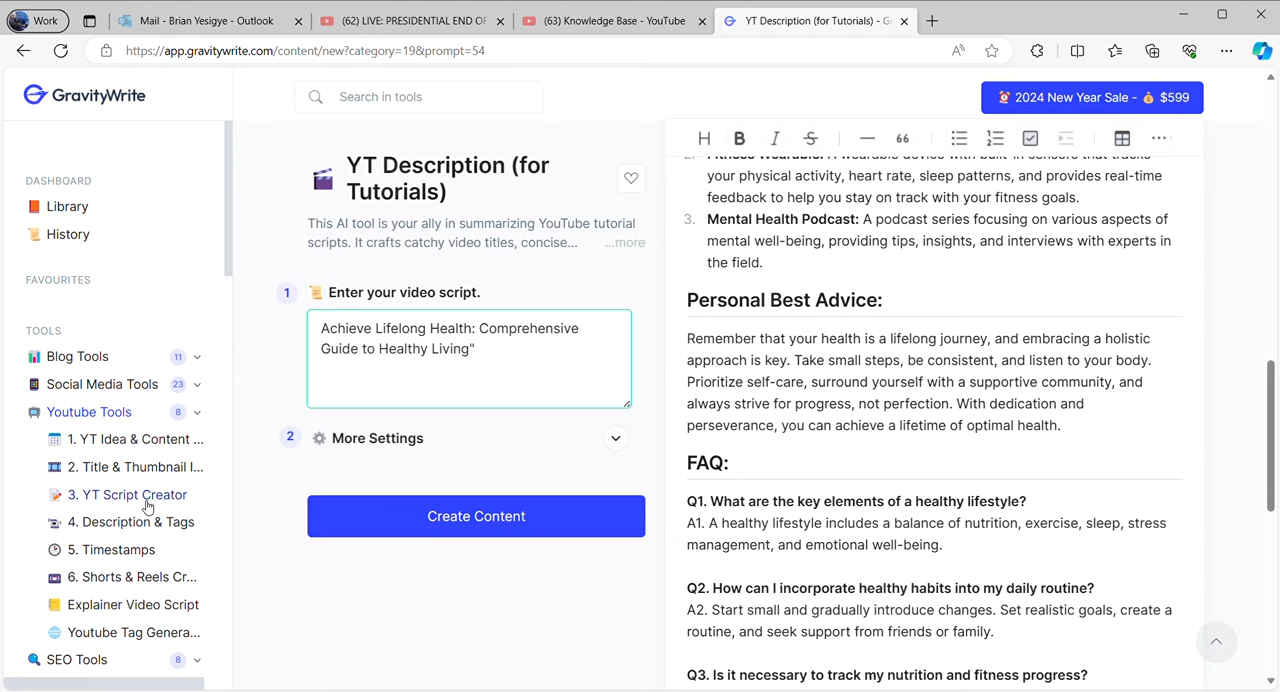 Work
Mail - Brian Yesigye - Outlook
(62) LIVE: PRESIDENTIAL END OF
(63) Knowledge Base - YouTube
YT Description (for Tutorials) - G
https://app.gravitywrite.com/content/new?category=19&prompt=54
GravityWrite
Search in tools
2024 New Year Sale - $599
DASHBOARD
Library
History
FAVOURITES
TOOLS
Blog Tools 11
Social Media Tools 23
Youtube Tools 8
1. YT Idea & Content ...
2. Title & Thumbnail I...
3. YT Script Creator
4. Description & Tags
5. Timestamps
6. Shorts & Reels Cr...
Explainer Video Script
Youtube Tag Genera...
SEO Tools 8
YT Description (for
Tutorials)
This AI tool is your ally in summarizing YouTube tutorial
scripts. It crafts catchy video titles, concise... ...more
1 Enter your video script.
Achieve Lifelong Health: Comprehensive
Guide to Healthy Living"
2 More Settings
Create Content
H B I S 66
2. Fitness Wearable: A wearable device with built-in sensors that tracks
your physical activity, heart rate, sleep patterns, and provides real-time
feedback to help you stay on track with your fitness goals.
3. Mental Health Podcast: A podcast series focusing on various aspects of
mental well-being, providing tips, insights, and interviews with experts in
the field.
Personal Best Advice:
Remember that your health is a lifelong journey, and embracing a holistic
approach is key. Take small steps, be consistent, and listen to your body.
Prioritize self-care, surround yourself with a supportive community, and
always strive for progress, not perfection. With dedication and
perseverance, you can achieve a lifetime of optimal health.
FAQ:
Q1. What are the key elements of a healthy lifestyle?
A1. A healthy lifestyle includes a balance of nutrition, exercise, sleep, stress
management, and emotional well-being.
Q2. How can I incorporate healthy habits into my daily routine?
A2. Start small and gradually introduce changes. Set realistic goals, create a
routine, and seek support from friends or family.
Q3. Is it necessary to track my nutrition and fitness progress?